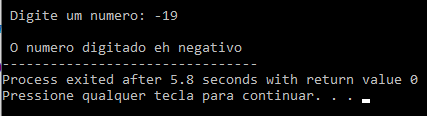 Digite um numero: -19
O numero digitado eh negativo
--------------------------------
Process exited after 5.8 seconds with return value 0
Pressione qualquer tecla para continuar. . .